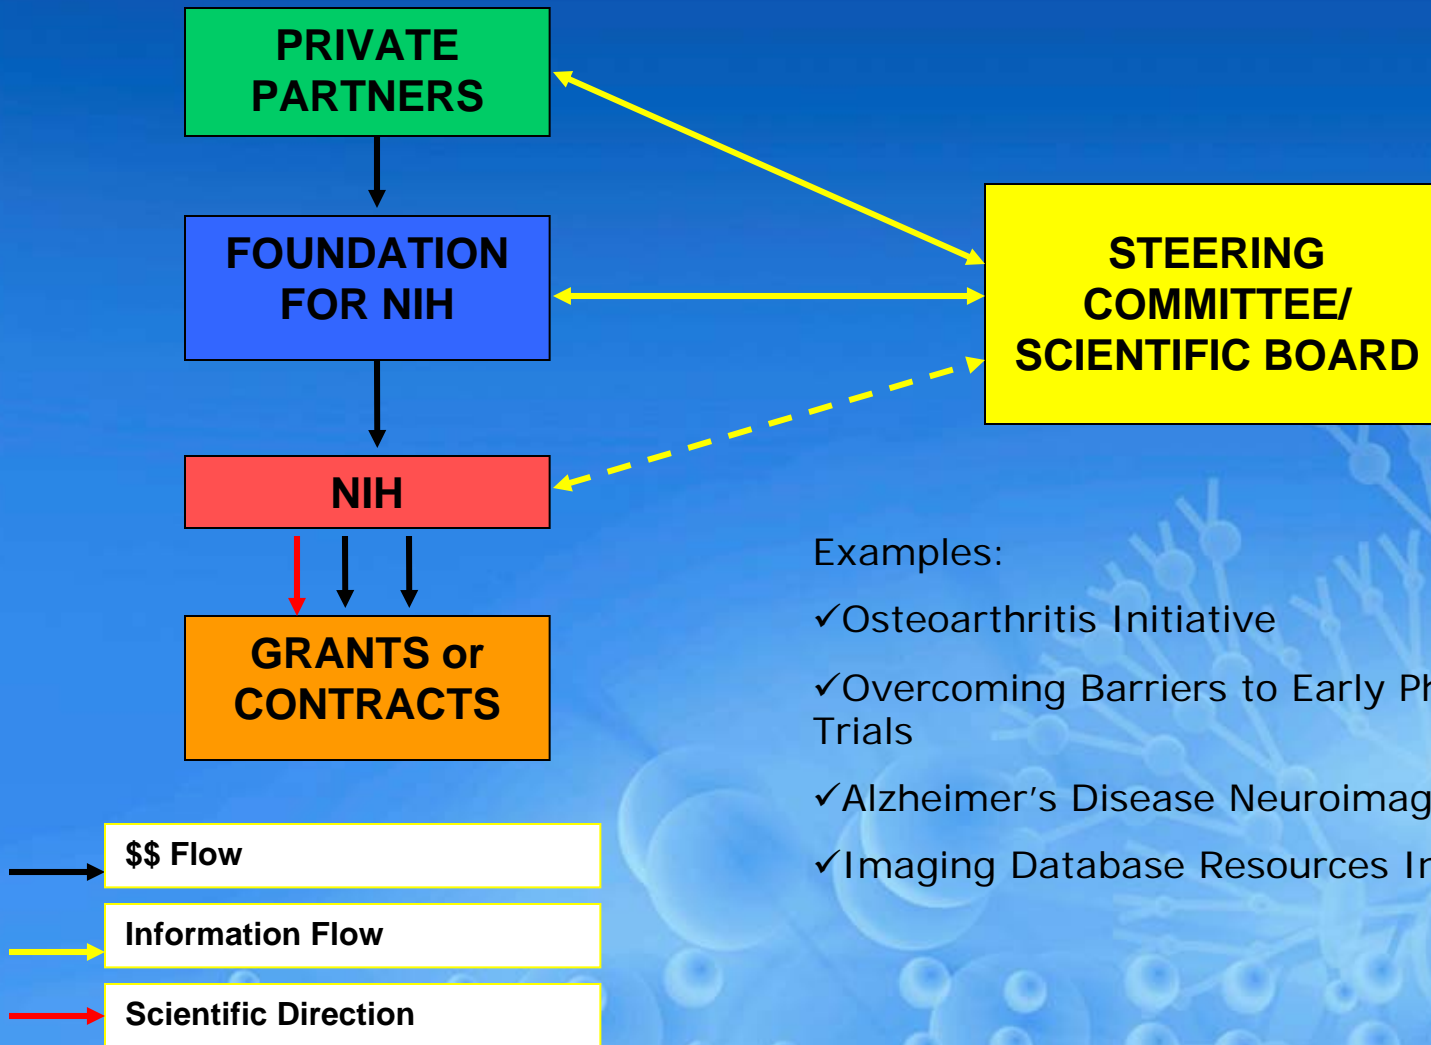 PRIVATE
PARTNERS
FOUNDATION
FOR NIH
STEERING
COMMITTEE/
SCIENTIFIC BOARD
NIH
GRANTS or
CONTRACTS
Examples:
✓Osteoarthritis Initiative
✓Overcoming Barriers to Early
Trials
✓Alzheimer's Disease
✓Imaging Database Resources
$$ Flow
Information Flow
Scientific Direction